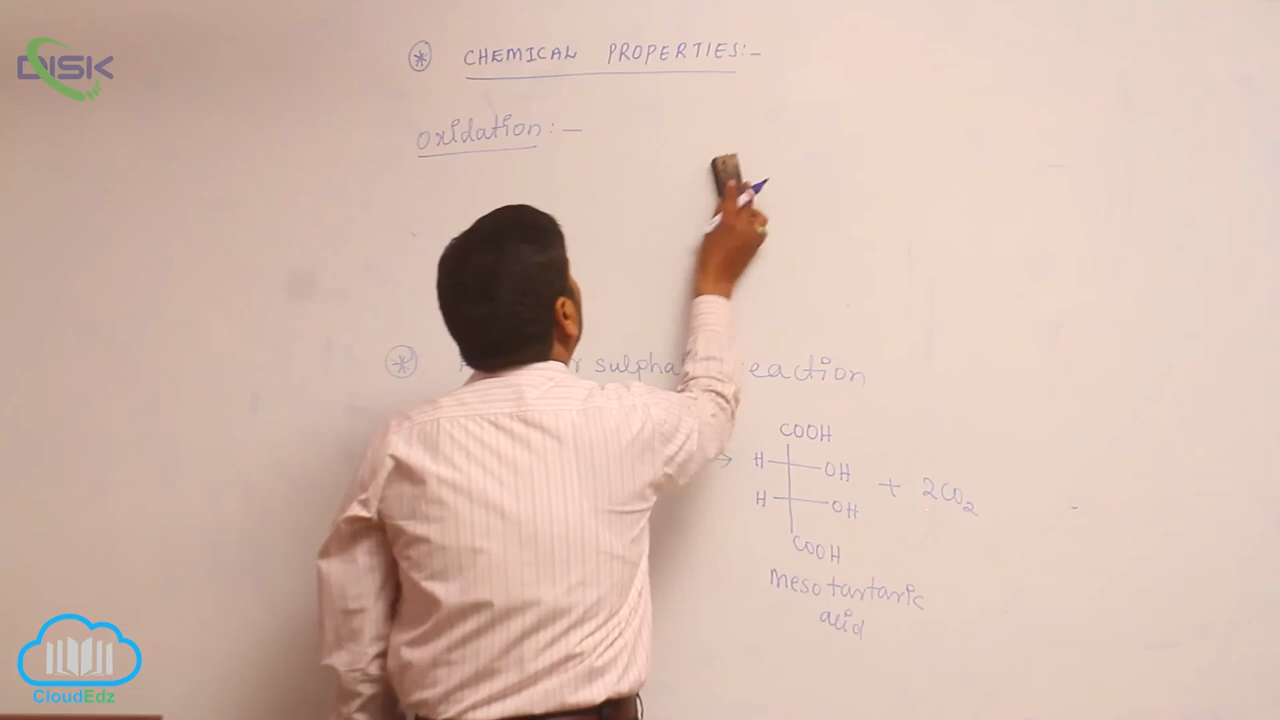 DISK
* CHEMICAL PROPERTIES:-
Oxidation:-
* sulpha eaction
COOH
H OH
+ 2CO2
H OH
COOH
meso tartaric
acid
CloudEdz